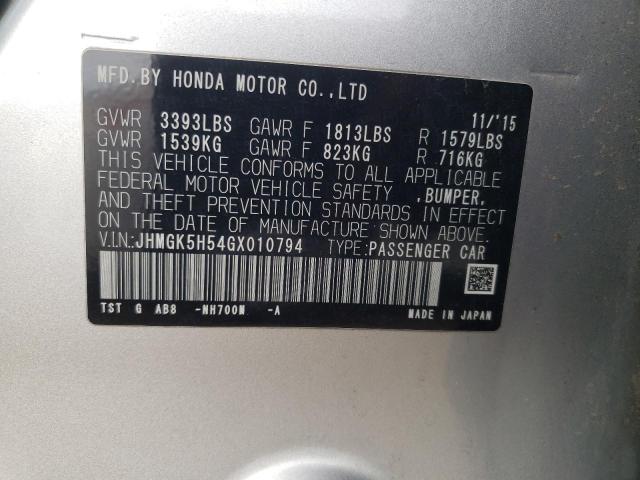 MFD.BY HONDA MOTOR CO.,LTD
GVWR 3393LBS GAWR F 1813LBS R 1579LBS 11/'15
GVWR 1539KG GAWR F 823KG R 716KG
THIS VEHICLE CONFORMS TO ALL APPLICABLE
FEDERAL MOTOR VEHICLE SAFETY ,BUMPER,
AND THEFT PREVENTION STANDARDS IN EFFECT
ON THE DATE OF MANUFACTURE SHOWN ABOVE.
V.IN:JHMGK5H54GX010794 TYPE:PASSENGER CAR
TST G AB8 -NH700M -A MADE IN JAPAN